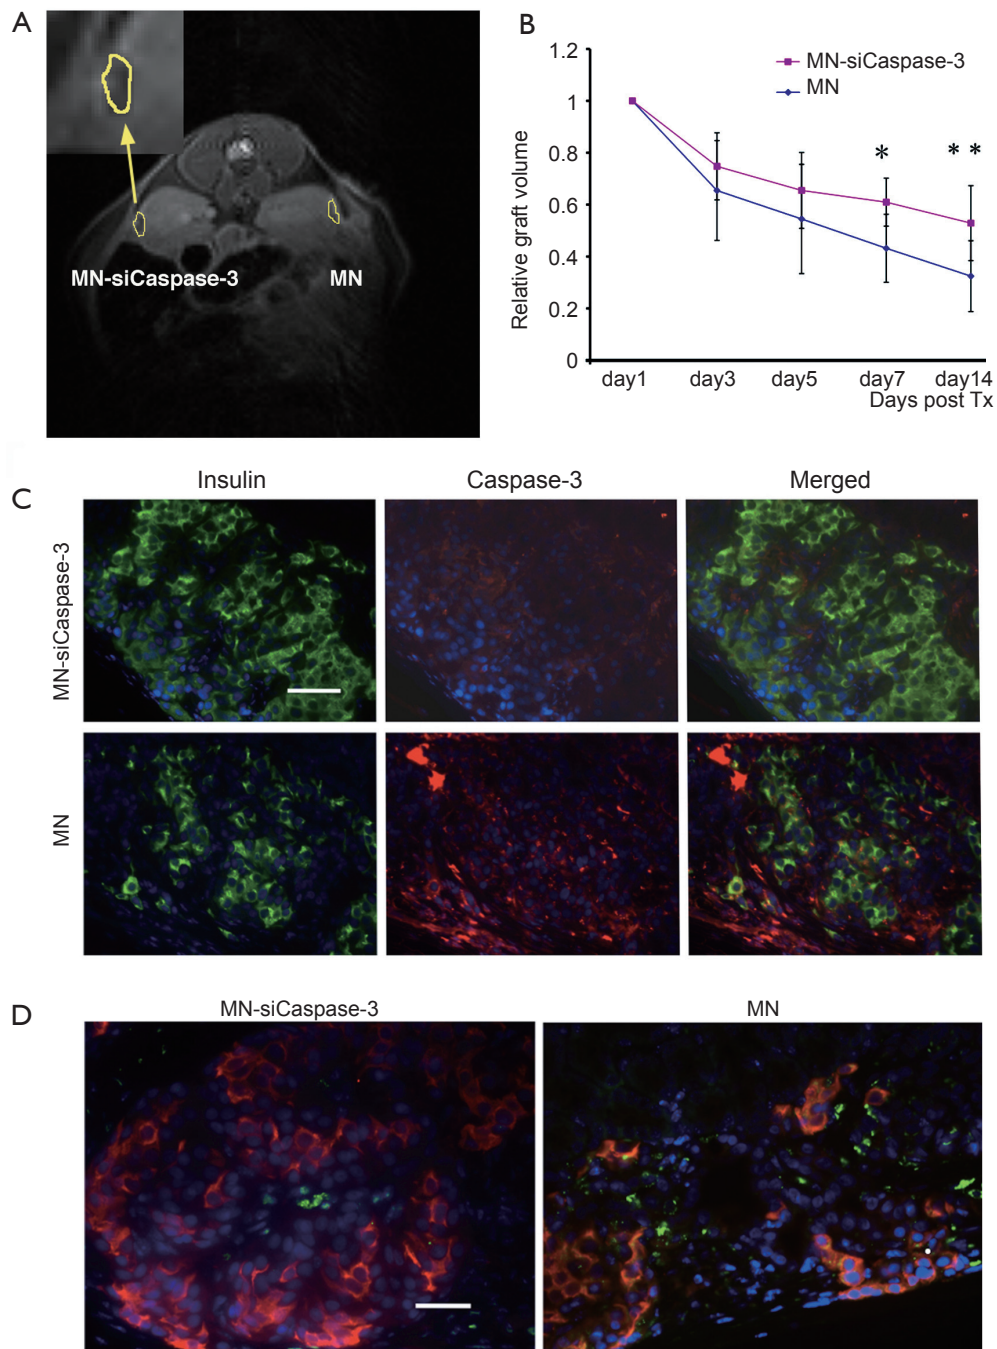 A
MN-siCaspase-3
MN
B
1.2
1
0.8
0.6
0.4
0.2
0
Relative graft volume
MN-siCaspase-3
MN
*
* *
day1 day3 day5 day7 day14
Days post Tx
C
Insulin Caspase-3 Merged
MN-siCaspase-3
MN
D
MN-siCaspase-3 MN